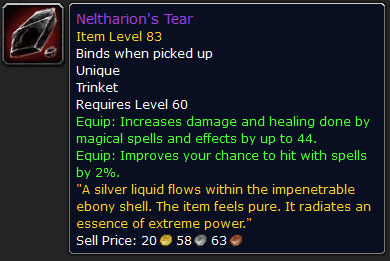 Neltharion's Tear
Item Level 83
Binds when picked up
Unique
Trinket
Requires Level 60
Equip: Increases damage and healing done by
magical spells and effects by up to 44.
Equip: Improves your chance to hit with spells
by 2%.
"A silver liquid flows within the impenetrable
ebony shell. The item feels pure. It radiates an
essence of extreme power."
Sell Price: 20 58 63